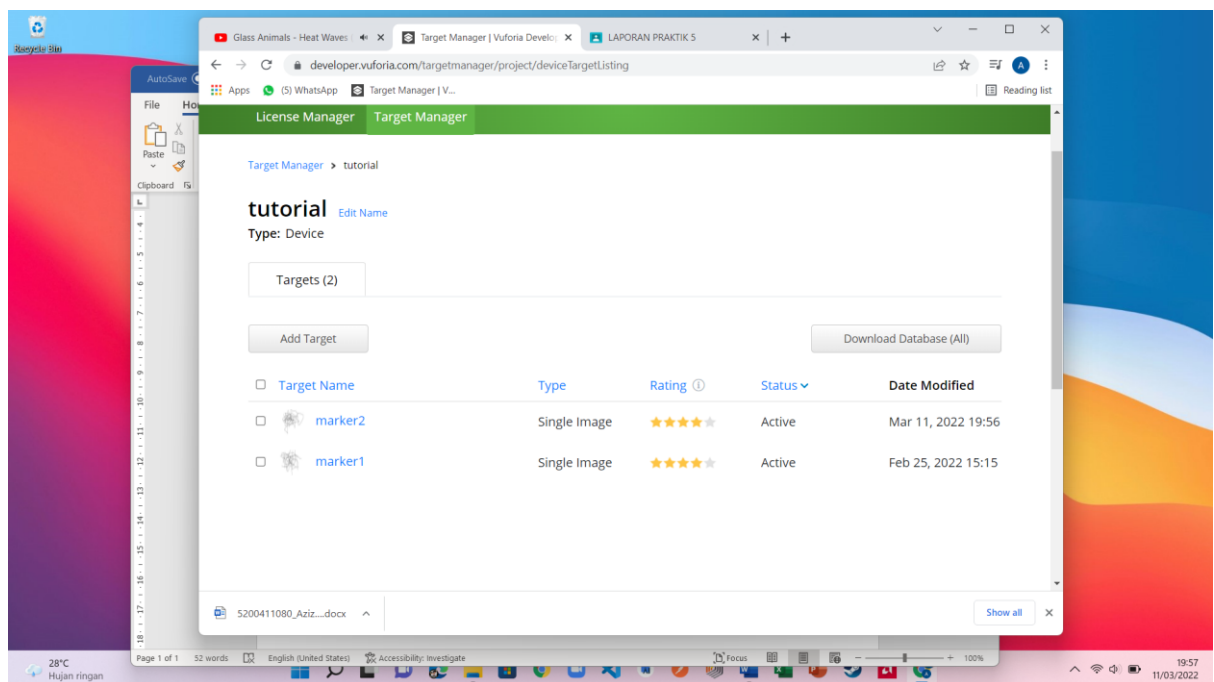 Recycle Bin
Glass Animals - Heat Waves
Target Manager | Vuforia Develop
LAPORAN PRAKTIK 5
developer.vuforia.com/targetmanager/project/deviceTargetListing
Apps (5) WhatsApp Target Manager | V... Reading list
AutoSave
File
Paste
Clipboard
License Manager Target Manager
Target Manager > tutorial
tutorial Edit Name
Type: Device
Targets (2)
Add Target Download Database (All)
Target Name Type Rating Status Date Modified
marker2 Single Image Active Mar 11, 2022 19:56
marker1 Single Image Active Feb 25, 2022 15:15
5200411080_Aziz....docx Show all
Page 1 of 1 52 words English (United States) Accessibility: Investigate Focus 100%
28°C
Hujan ringan
19:57
11/03/2022